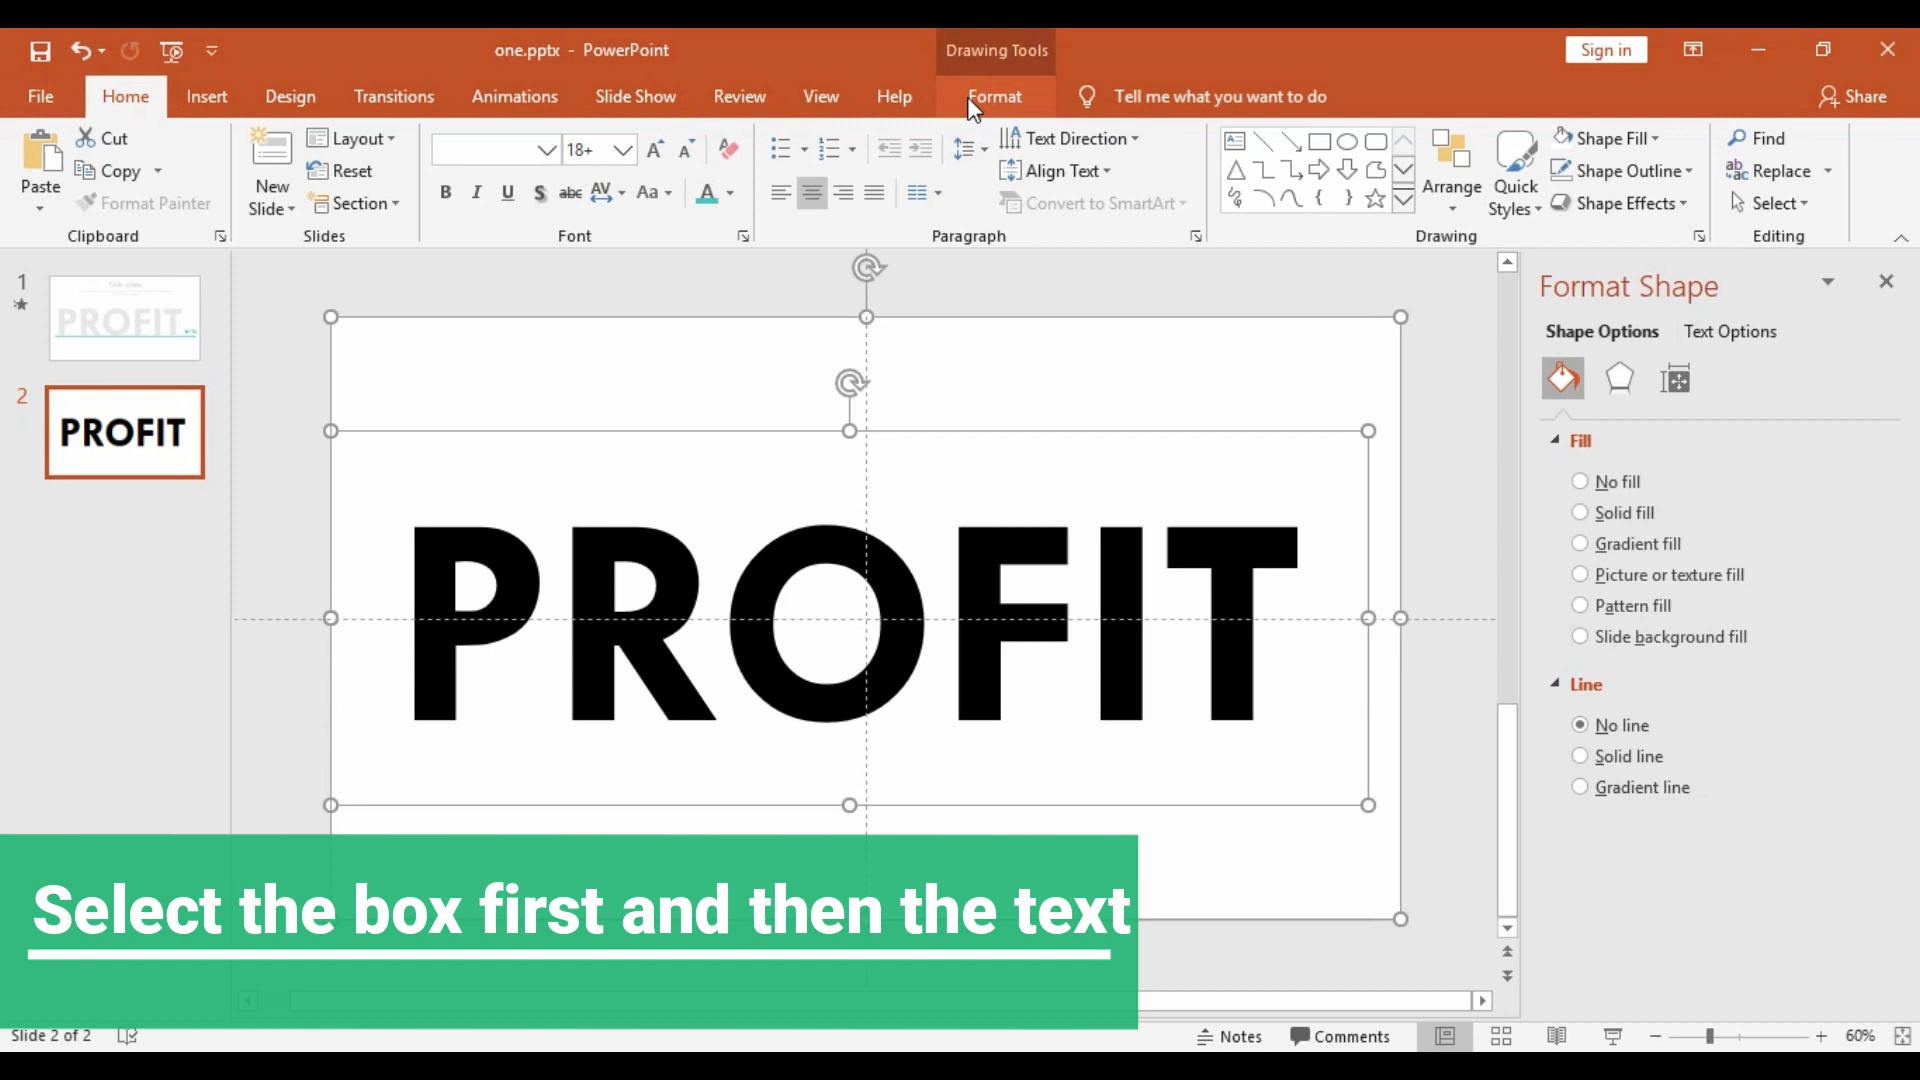 one.pptx - PowerPoint
Drawing Tools
Sign in
File
Home
Insert
Design
Transitions
Animations
Slide Show
Review
View
Help
Format
Tell me what you want to do
Share
Paste
Cut
Copy
Format Painter
Clipboard
New
Slide
Layout
Reset
Section
Slides
18+
B I U S abc AV Aa A
Font
Text Direction
Align Text
Convert to SmartArt
Paragraph
Arrange
Quick
Styles
Shape Fill
Shape Outline
Shape Effects
Drawing
Find
Replace
Select
Editing
1
PROFIT
2
PROFIT
PROFIT
Format Shape
Shape Options
Text Options
Fill
No fill
Solid fill
Gradient fill
Picture or texture fill
Pattern fill
Slide background fill
Line
No line
Solid line
Gradient line
Select the box first and then the text
Slide 2 of 2
Notes
Comments
60%